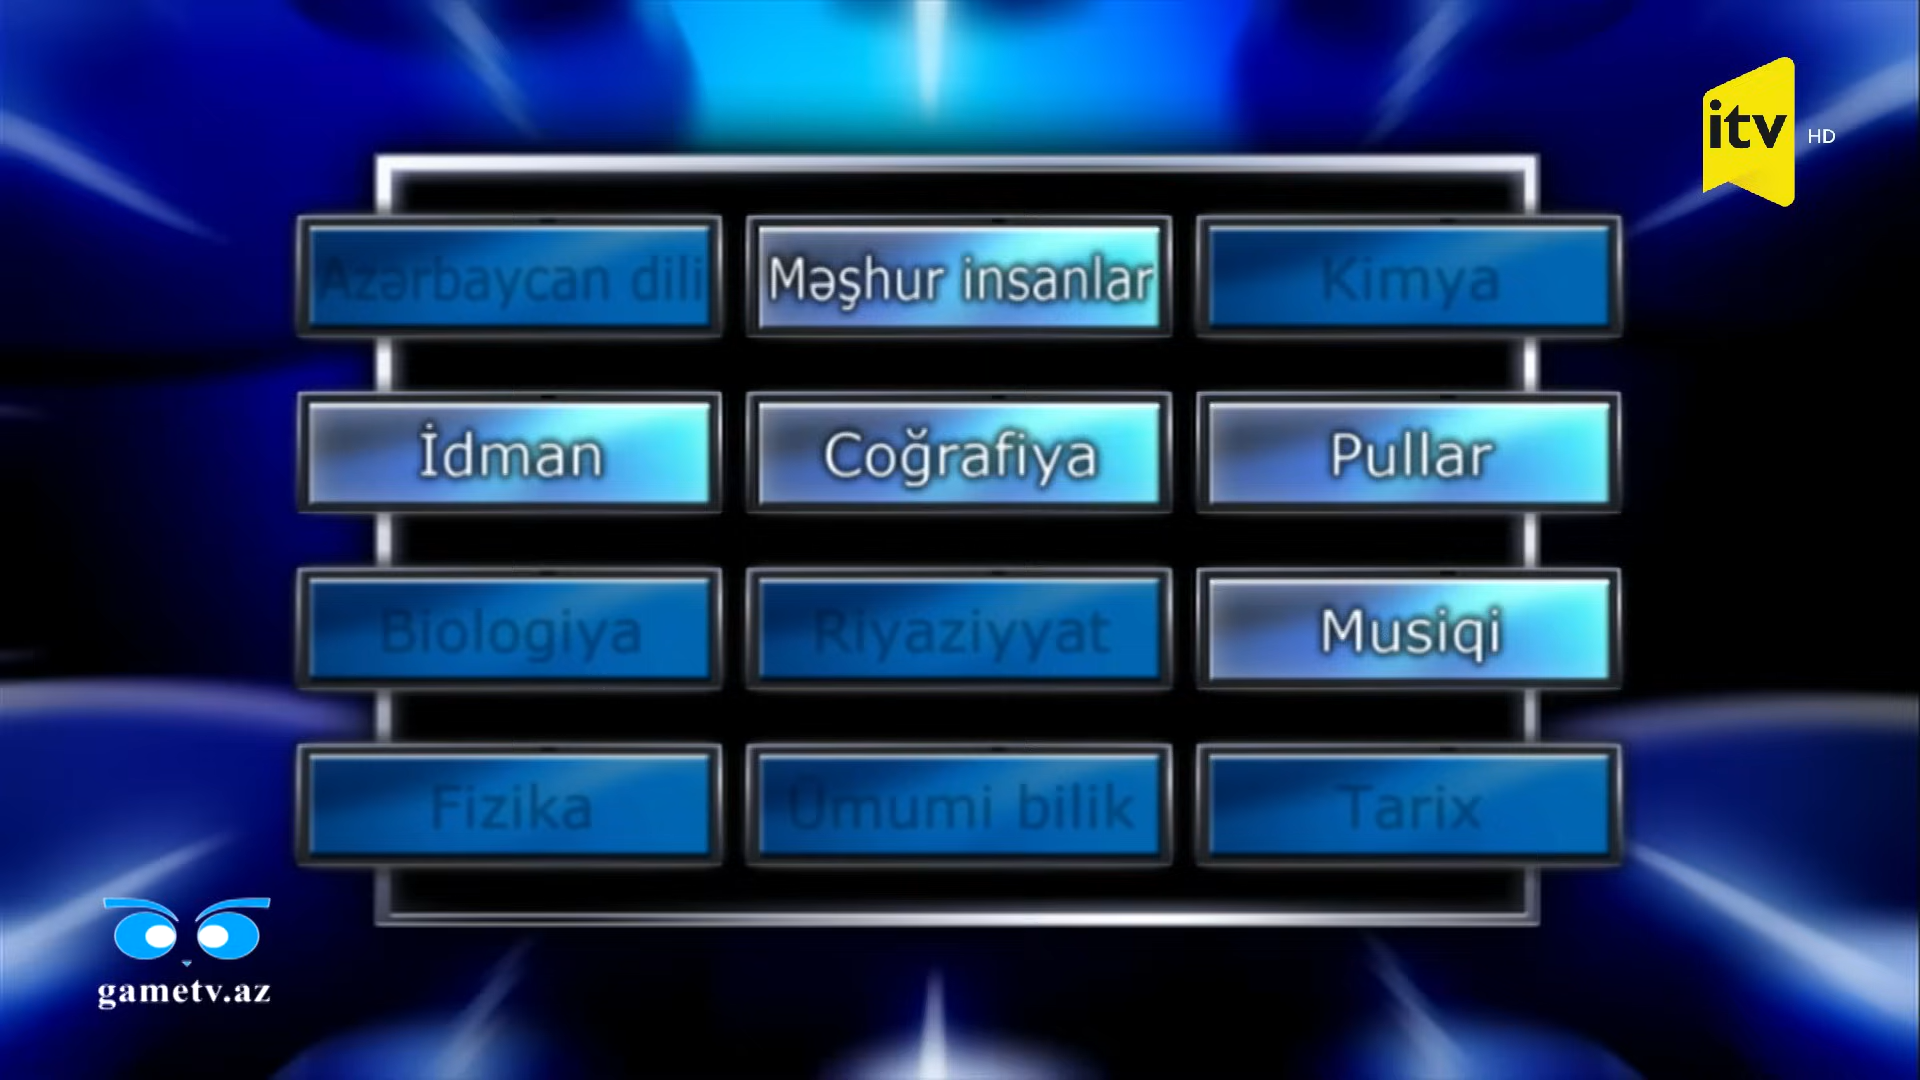 itv HD
Azərbaycan dili
Məşhur insanlar
Kimya
İdman
Coğrafiya
Pullar
Biologiya
Riyaziyyat
Musiqi
Fizika
Ümumi bilik
Tarix
gametv.az